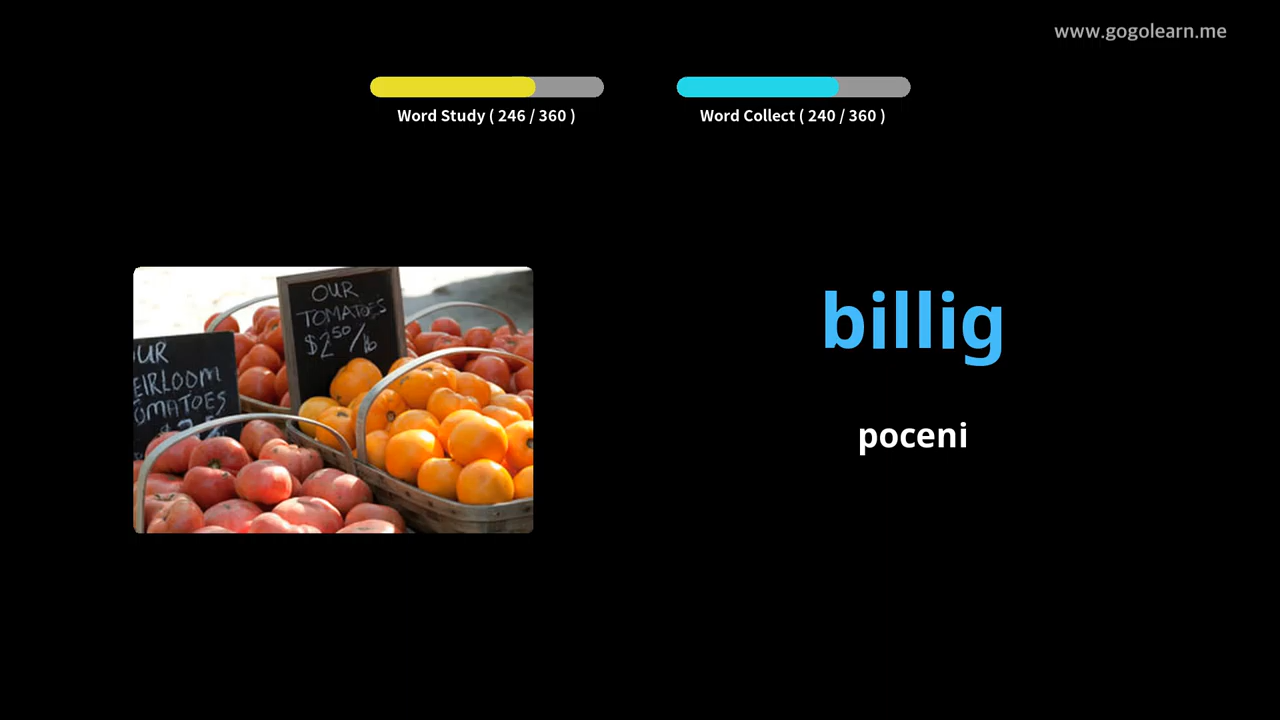 www.gogolearn.me
Word Study ( 246 / 360 )
Word Collect ( 240 / 360 )
OUR
TOMATOES
$2.50/lb
UR
EIRLOOM
OMATOES
billig
poceni